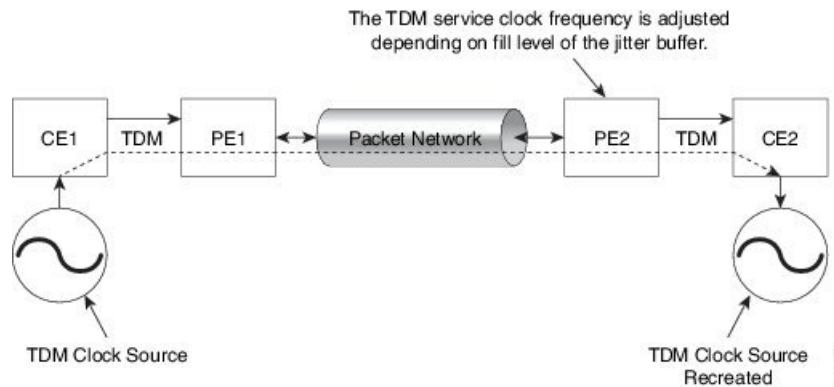 The TDM service clock frequency is adjusted
depending on fill level of the jitter buffer.
CE1
TDM
PE1
Packet Network
PE2
TDM
CE2
TDM Clock Source
TDM Clock Source
Recreated